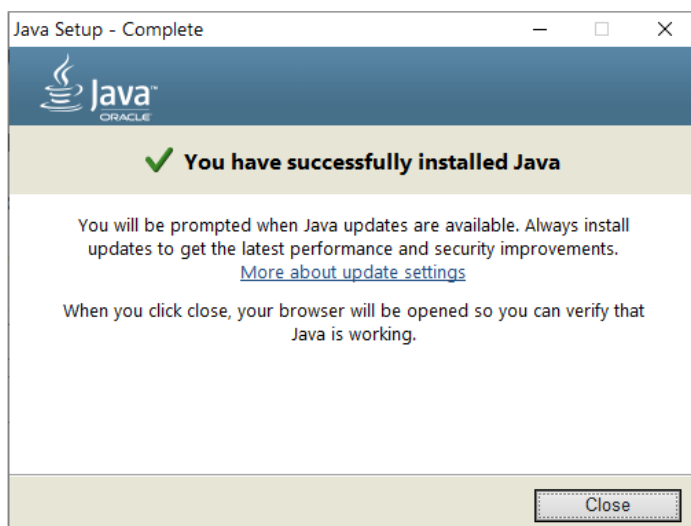 Java Setup - Complete
Java™
ORACLE
You have successfully installed Java
You will be prompted when Java updates are available. Always install
updates to get the latest performance and security improvements.
More about update settings
When you click close, your browser will be opened so you can verify that
Java is working.
Close